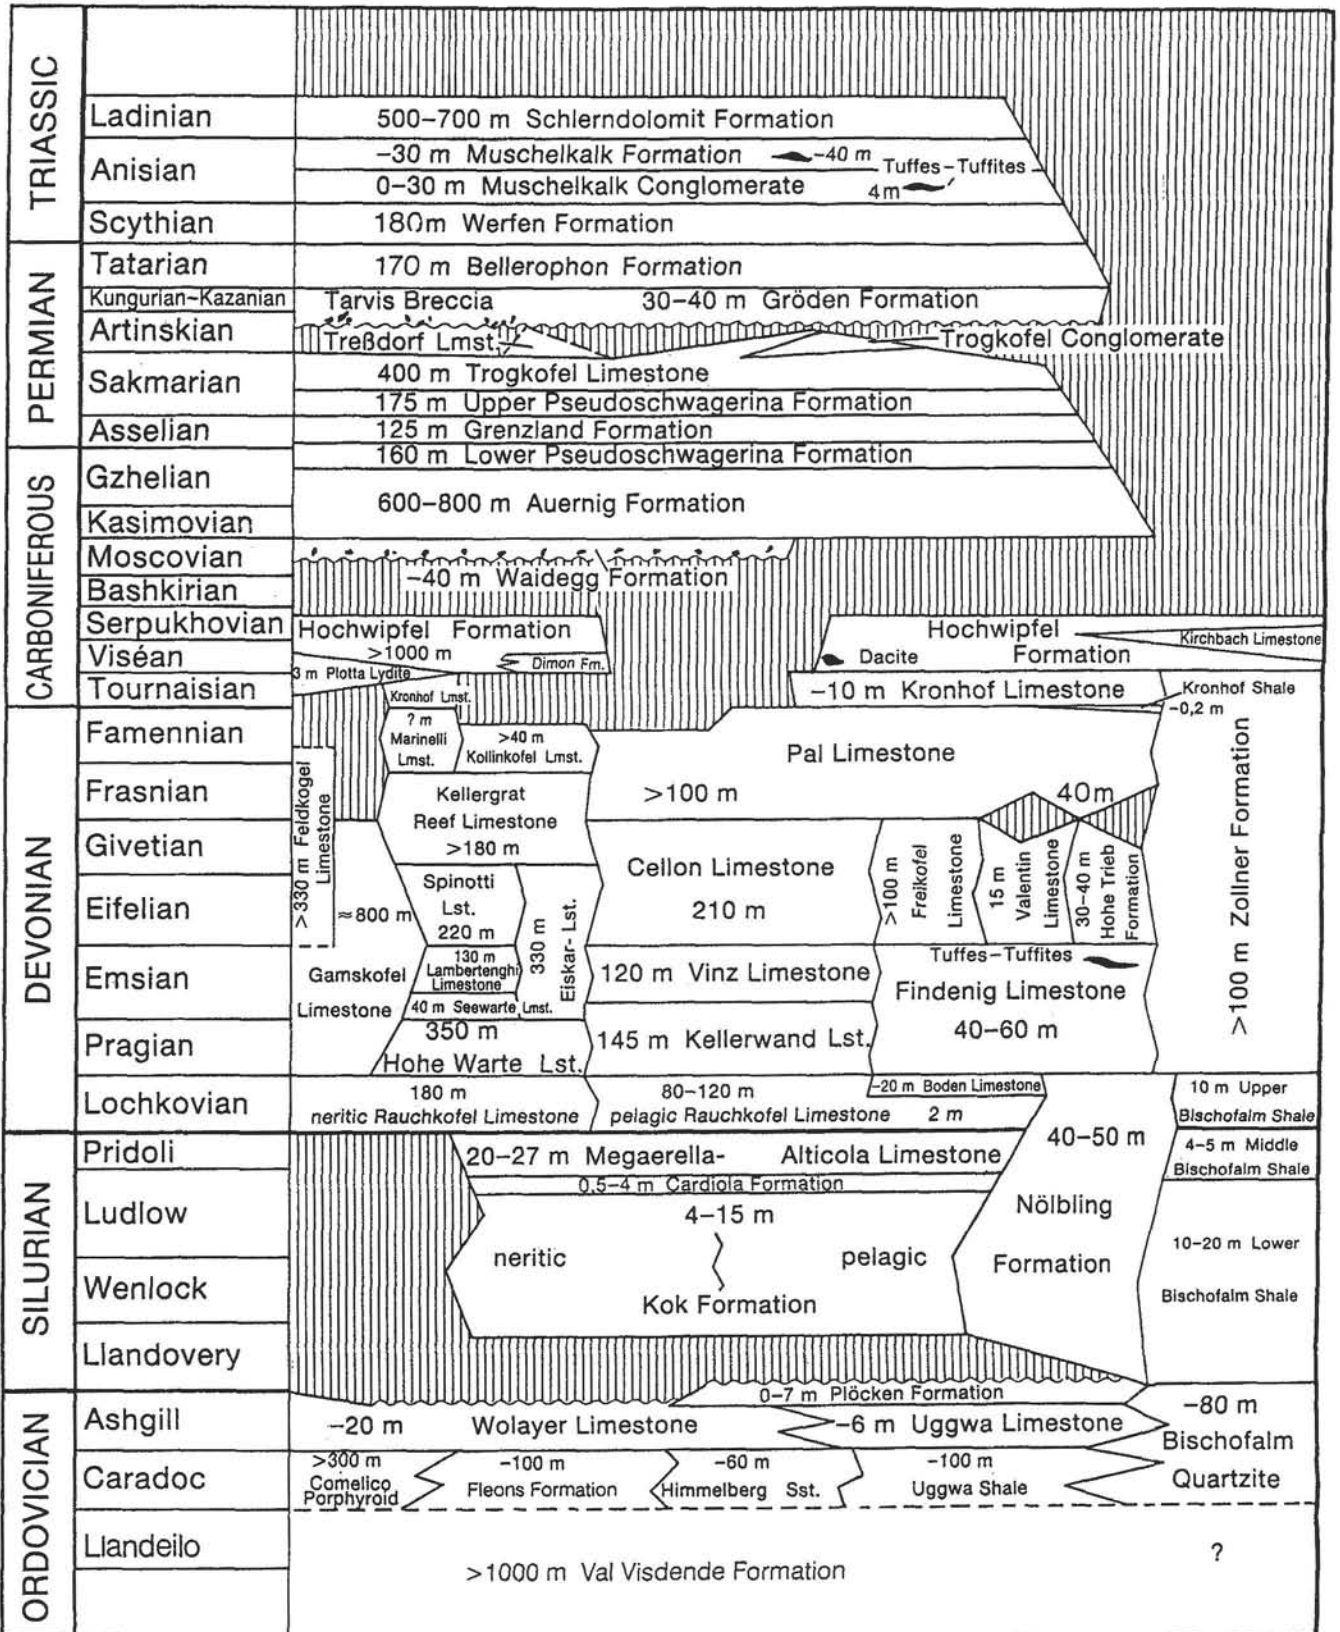 TRIASSIC
Ladinian
500-700 m Schlerndolomit Formation
Anisian
-30 m Muschelkalk Formation
-40 m
Tuffes-Tuffites
0-30 m Muschelkalk Conglomerate
4m
Scythian
180m Werfen Formation
PERMIAN
Tatarian
170 m Bellerophon Formation
Kungurian-Kazanian
Tarvis Breccia
30-40 m Gröden Formation
Artinskian
Treßdorf Lmst.
Trogkofel Conglomerate
Sakmarian
400 m Trogkofel Limestone
175 m Upper Pseudoschwagerina Formation
Asselian
125 m Grenzland Formation
160 m Lower Pseudoschwagerina Formation
CARBONIFEROUS
Gzhelian
600-800 m Auernig Formation
Kasimovian
Moscovian
-40 m Waidegg Formation
Bashkirian
Serpukhovian
Hochwipfel Formation
>1000 m
Hochwipfel
Formation
Kirchbach Limestone
Viséan
Dimon Fm.
Dacite
3 m Plotta Lydite
Tournaisian
Kronhof Lmst.
-10 m Kronhof Limestone
Kronhof Shale
-0,2 m
DEVONIAN
Famennian
? m
Marinelli
Lmst.
>40 m
Kollinkofel Lmst.
Pal Limestone
Frasnian
>330 m Feldkogel
Limestone
Kellergrat
Reef Limestone
>180 m
>100 m
40m
>100 m Zollner Formation
Givetian
Cellon Limestone
210 m
>100 m
Freikofel
Limestone
15 m
Valentin
Limestone
30-40 m
Hohe Trieb
Formation
Eifelian
≈800 m
Spinotti
Lst.
220 m
330 m
Eiskar-Lst.
Emsian
Gamskofel
Limestone
130 m
Lambertenghi
Limestone
40 m Seewarte Lmst.
120 m Vinz Limestone
Tuffes-Tuffites
Findenig Limestone
40-60 m
Pragian
350 m
Hohe Warte Lst.
145 m Kellerwand Lst.
Lochkovian
180 m
neritic Rauchkofel Limestone
80-120 m
pelagic Rauchkofel Limestone
-20 m Boden Limestone
2 m
10 m Upper
Bischofalm Shale
SILURIAN
Pridoli
20-27 m Megaerella-
Alticola Limestone
40-50 m
Nölbling
Formation
4-5 m Middle
Bischofalm Shale
0,5-4 m Cardiola Formation
Ludlow
4-15 m
neritic
pelagic
Kok Formation
10-20 m Lower
Bischofalm Shale
Wenlock
Llandovery
ORDOVICIAN
0-7 m Plöcken Formation
Ashgill
-20 m
Wolayer Limestone
-6 m Uggwa Limestone
-80 m
Bischofalm
Quartzite
Caradoc
>300 m
Comelico
Porphyroid
-100 m
Fleons Formation
-60 m
Himmelberg Sst.
-100 m
Uggwa Shale
Llandeilo
>1000 m Val Visdende Formation
?